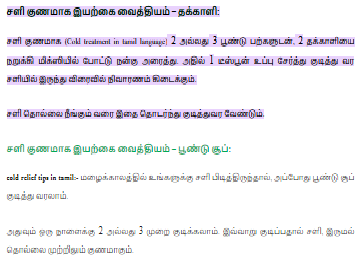 சளி குணமாக இயற்கை வைத்தியம் – தக்காளி:
சளி குணமாக (Cold treatment in tamil language) 2 அல்லது 3 பூண்டு பற்களுடன், 2 தக்காளியை
நறுக்கி மிக்ஸியில் போட்டு நன்கு அரைத்து, அதில் 1 டீஸ்பூன் உப்பு சேர்த்து குடித்து வர
சளியில் இருந்து விரைவில் நிவாரணம் கிடைக்கும்.
சளி தொல்லை நீங்கும் வரை இதை தொடர்ந்து குடித்துவர வேண்டும்.
சளி குணமாக இயற்கை வைத்தியம் – பூண்டு சூப்:
cold relief tips in tamil:- மழைக்காலத்தில் உங்களுக்கு சளி பிடித்திருந்தால், அப்போது பூண்டு சூப்
குடித்து வரலாம்.
அதுவும் ஒரு நாளைக்கு 2 அல்லது 3 முறை குடிக்கலாம். இவ்வாறு குடிப்பதால் சளி, இருமல்
தொல்லை முற்றிலும் குணமாகும்.